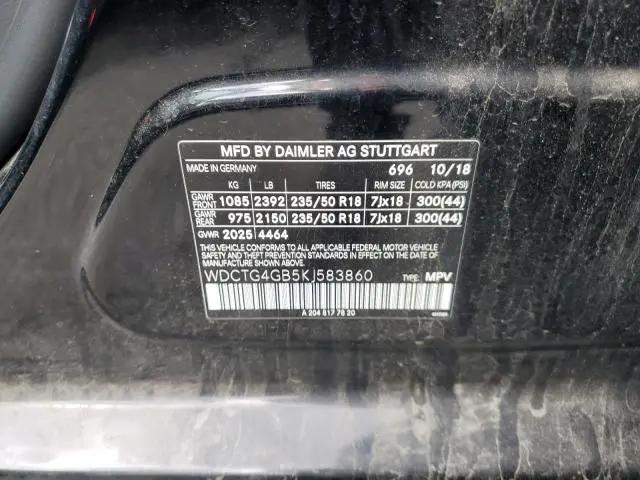 MFD BY DAIMLER AG STUTTGART
MADE IN GERMANY 696 10/18
KG LB TIRES RIM SIZE COLD KPA(PSI)
GAWR FRONT 1085 2392 235/50 R18 7Jx18 300(44)
GAWR REAR 975 2150 235/50 R18 7Jx18 300(44)
GVWR 2025 4464
THIS VEHICLE CONFORMS TO ALL APPLICABLE FEDERAL MOTOR VEHICLE
SAFETY AND THEFT PREVENTION STANDARDS IN EFFECT ON THE DATE
OF MANUFACTURE SHOWN ABOVE.
WDCTG4GB5KJ583860 TYPE: MPV
A 204 817 76 20